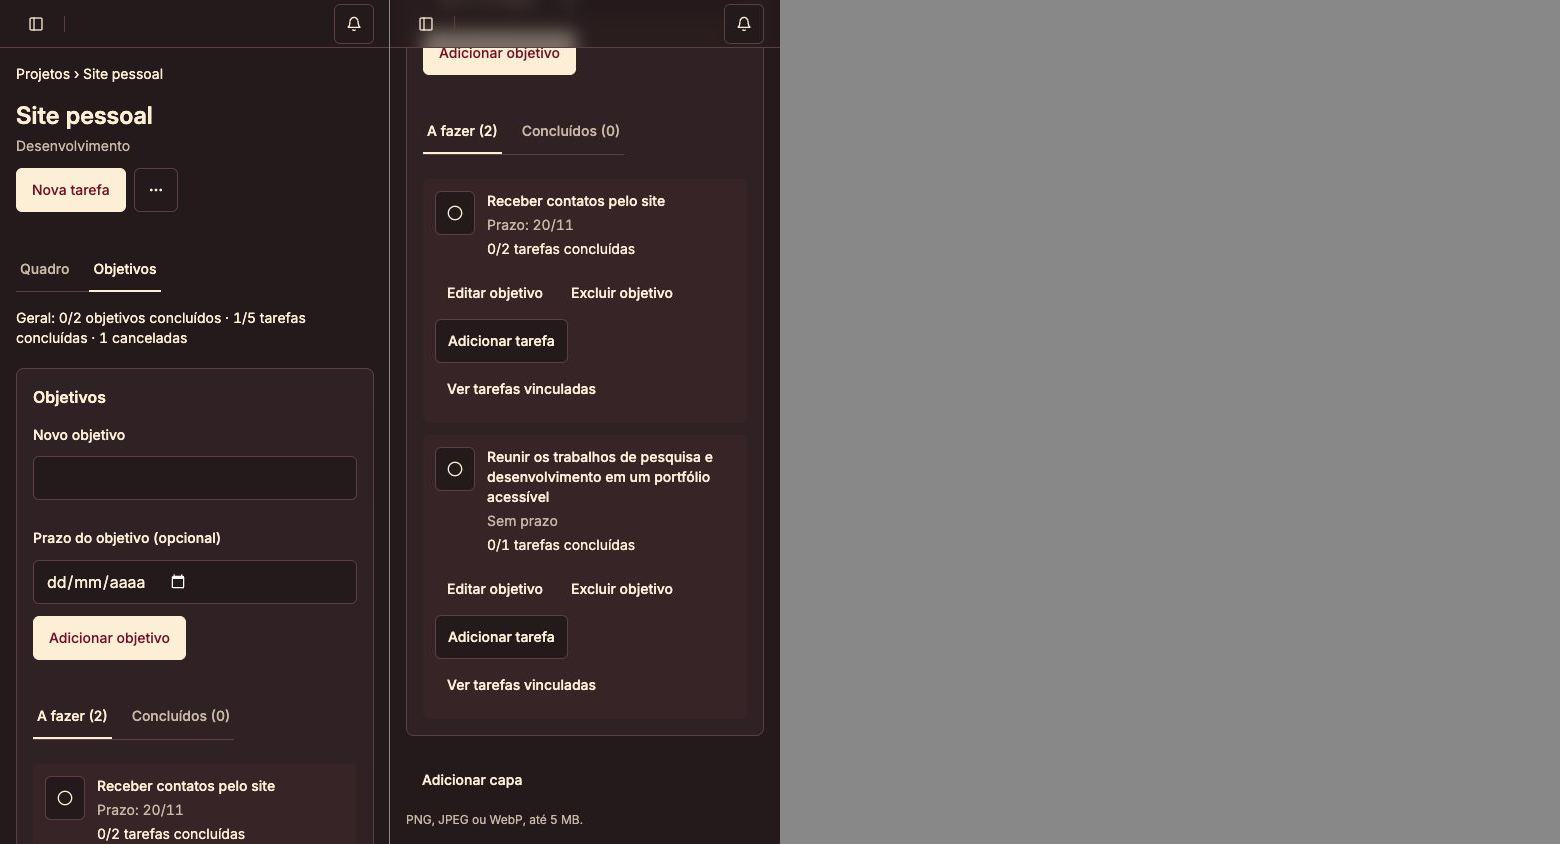 Projetos › Site pessoal
Site pessoal
Desenvolvimento
Nova tarefa
...
Quadro
Objetivos
Geral: 0/2 objetivos concluídos · 1/5 tarefas
concluídas · 1 canceladas
Objetivos
Novo objetivo
Prazo do objetivo (opcional)
dd/mm/aaaa
Adicionar objetivo
A fazer (2)
Concluídos (0)
Receber contatos pelo site
Prazo: 20/11
0/2 tarefas concluídas
Adicionar objetivo
A fazer (2)
Concluídos (0)
Receber contatos pelo site
Prazo: 20/11
0/2 tarefas concluídas
Editar objetivo
Excluir objetivo
Adicionar tarefa
Ver tarefas vinculadas
Reunir os trabalhos de pesquisa e
desenvolvimento em um portfólio
acessível
Sem prazo
0/1 tarefas concluídas
Editar objetivo
Excluir objetivo
Adicionar tarefa
Ver tarefas vinculadas
Adicionar capa
PNG, JPEG ou WebP, até 5 MB.